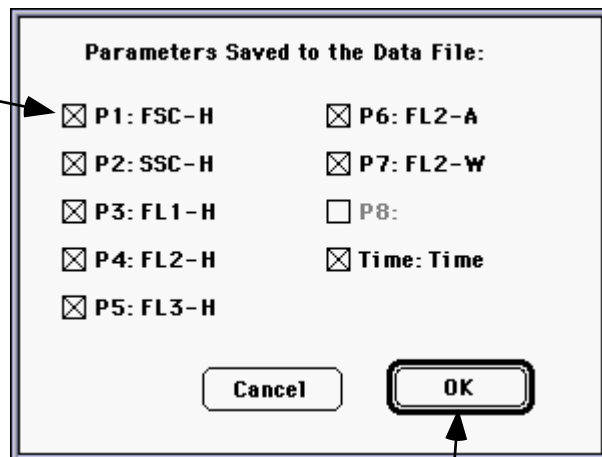 Parameters Saved to the Data File:
P1: FSC-H
P2: SSC-H
P3: FL1-H
P4: FL2-H
P5: FL3-H
P6: FL2-A
P7: FL2-W
P8:
Time: Time
Cancel
OK